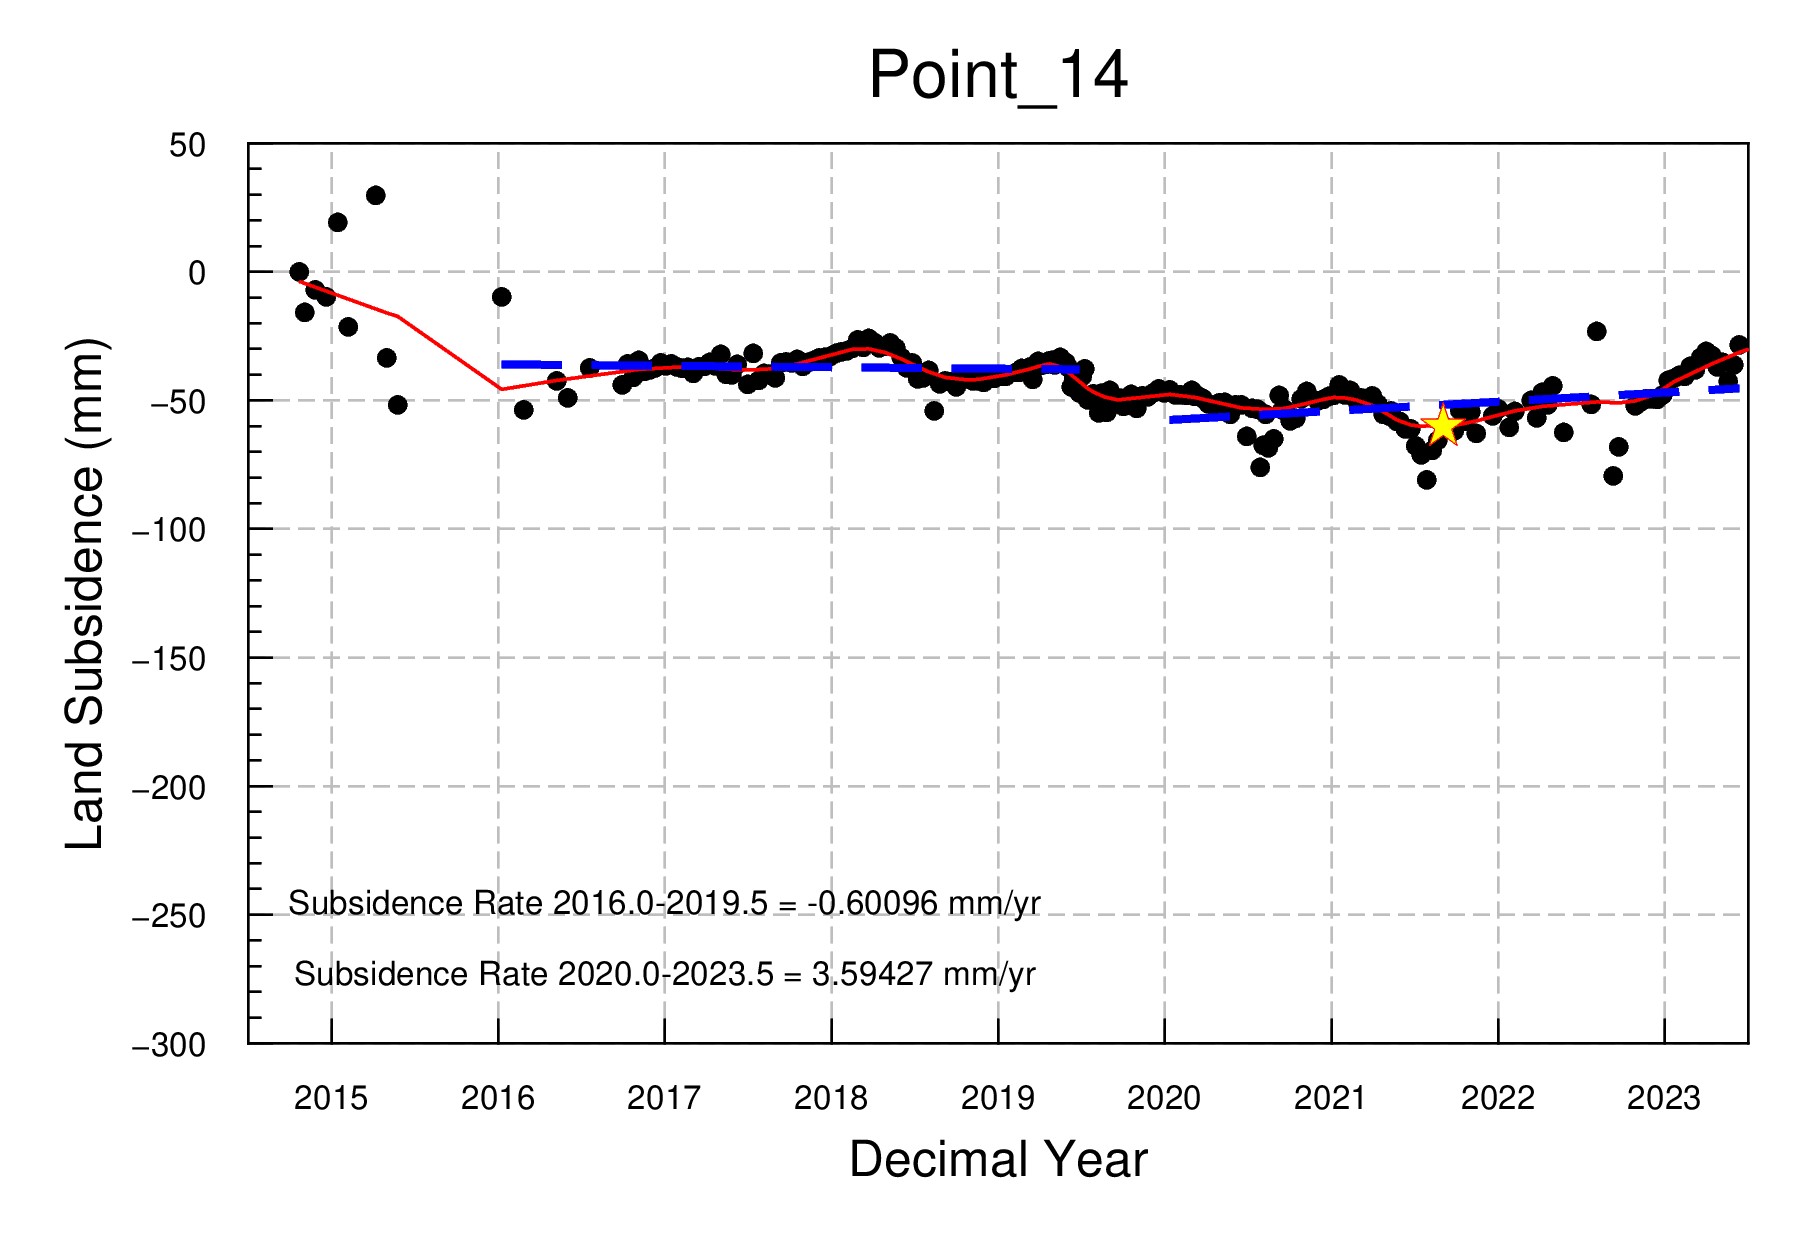 Point_14
50
0
−50
−100
−150
−200
−250
−300
Land Subsidence (mm)
Subsidence Rate 2016.0-2019.5 = -0.60096 mm/yr
Subsidence Rate 2020.0-2023.5 = 3.59427 mm/yr
2015 2016 2017 2018 2019 2020 2021 2022 2023
Decimal Year